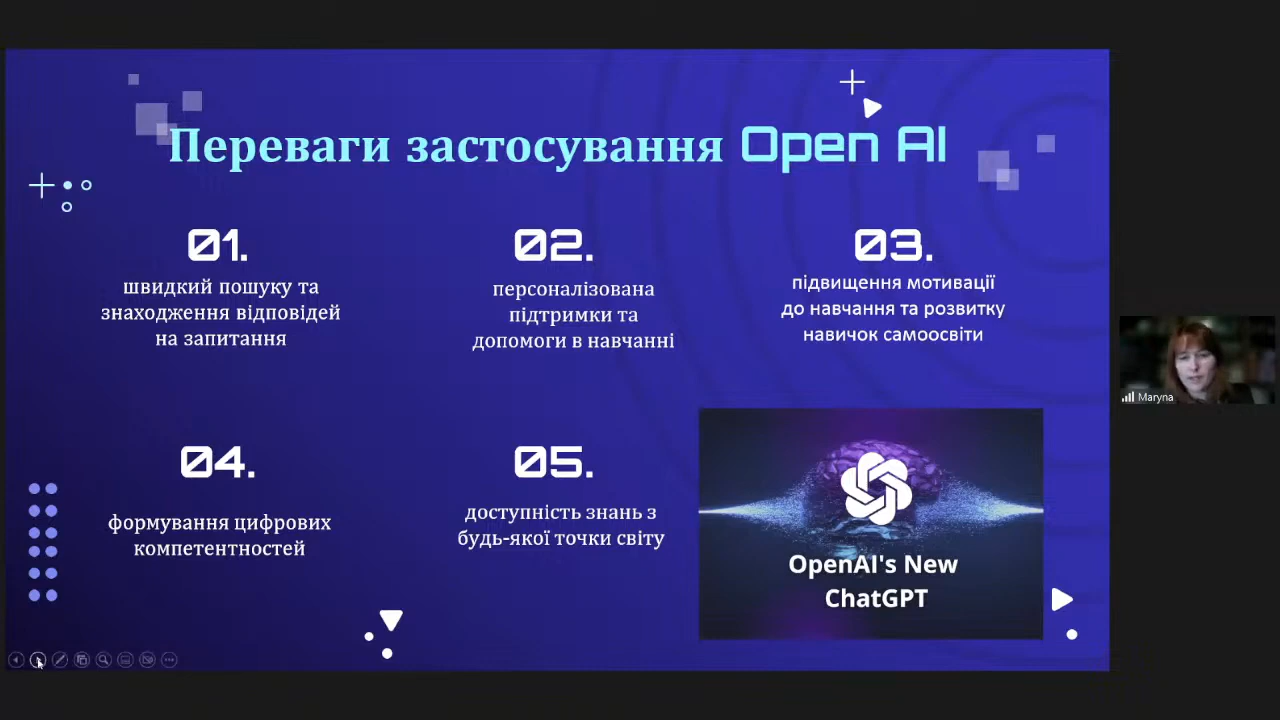 Переваги застосування Open AI
01.
швидкий пошуку та
знаходження відповідей
на запитання
02.
персоналізована
підтримки та
допомоги в навчанні
03.
підвищення мотивації
до навчання та розвитку
навичок самоосвіти
04.
формування цифрових
компетентностей
05.
доступність знань з
будь-якої точки світу
OpenAI's New
ChatGPT
Maryna